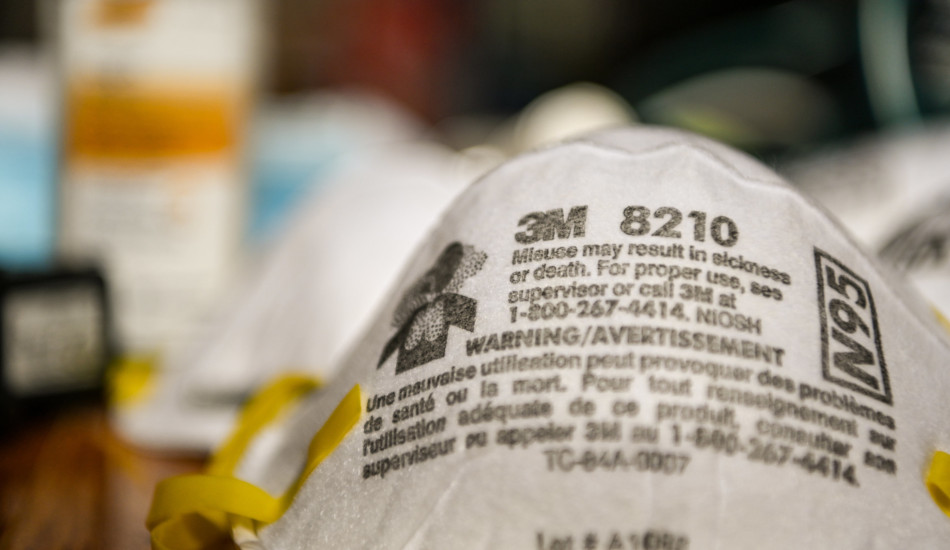 3M 8210
Misuse may result in sickness
or death. For proper use, see
supervisor or call 3M at
1-800-267-4414. NIOSH
N95
WARNING/AVERTISSEMENT
Une mauvaise utilisation peut provoquer des problèmes
de santé ou la mort. Pour tout renseignement sur
l'utilisation adéquate de ce produit, consulter son
superviseur ou appeler 3M au 1-800-267-4414.
TC-84A-0007
Lot #